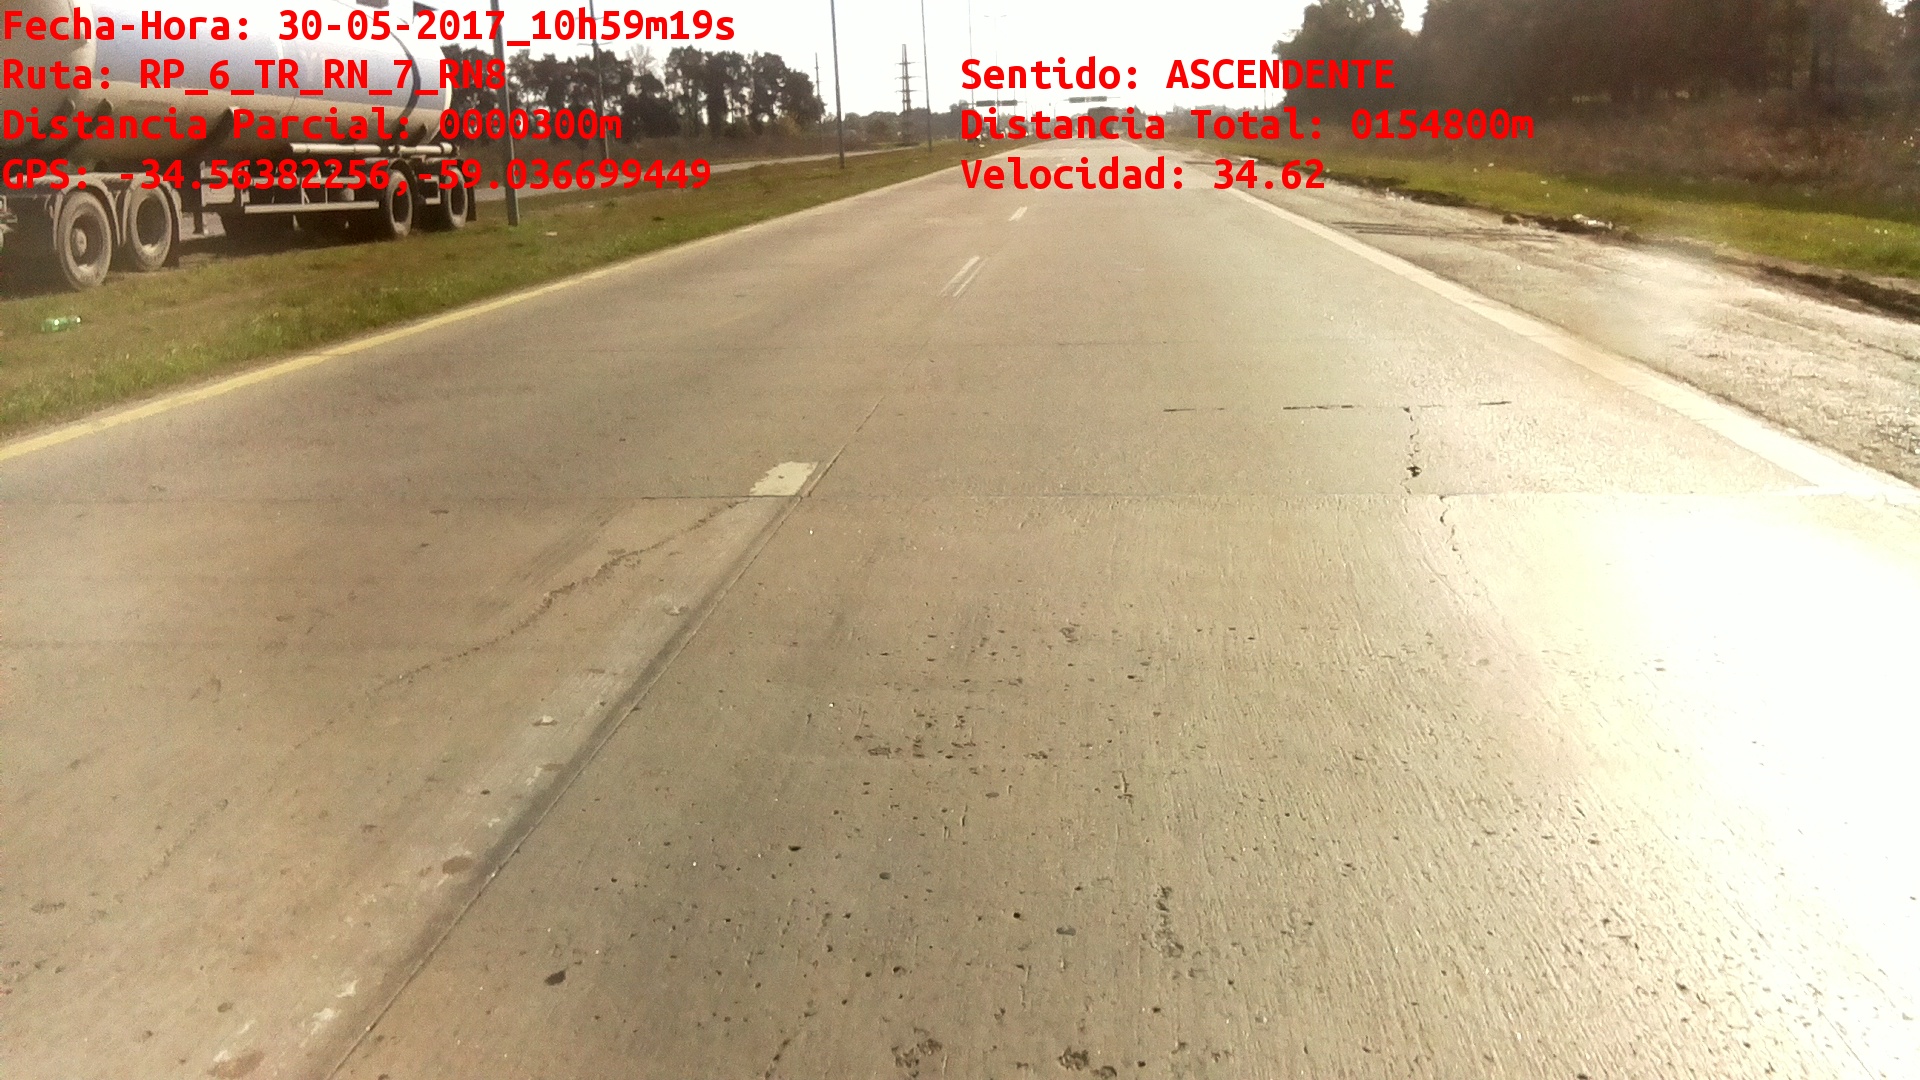 Fecha-Hora: 30-05-2017_10h59m19s
Ruta: RP_6_TR_RN_7_RN8
Sentido: ASCENDENTE
Distancia Parcial: 0000300m
Distancia Total: 0154800m
GPS: -34.56382256,-59.036699449
Velocidad: 34.62